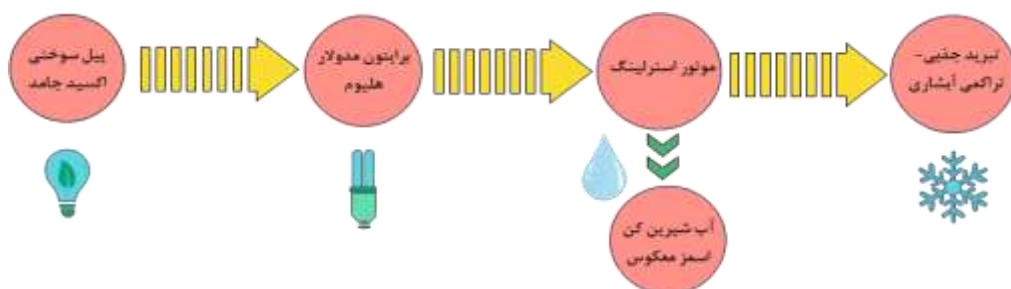 پیل سوختی
اکسید جامد
برایتون مدولار
هلیوم
موتور استرلینگ
تبرید جذبی-
تراکمی آبشاری
آب شیرین کن
اسمز معکوس